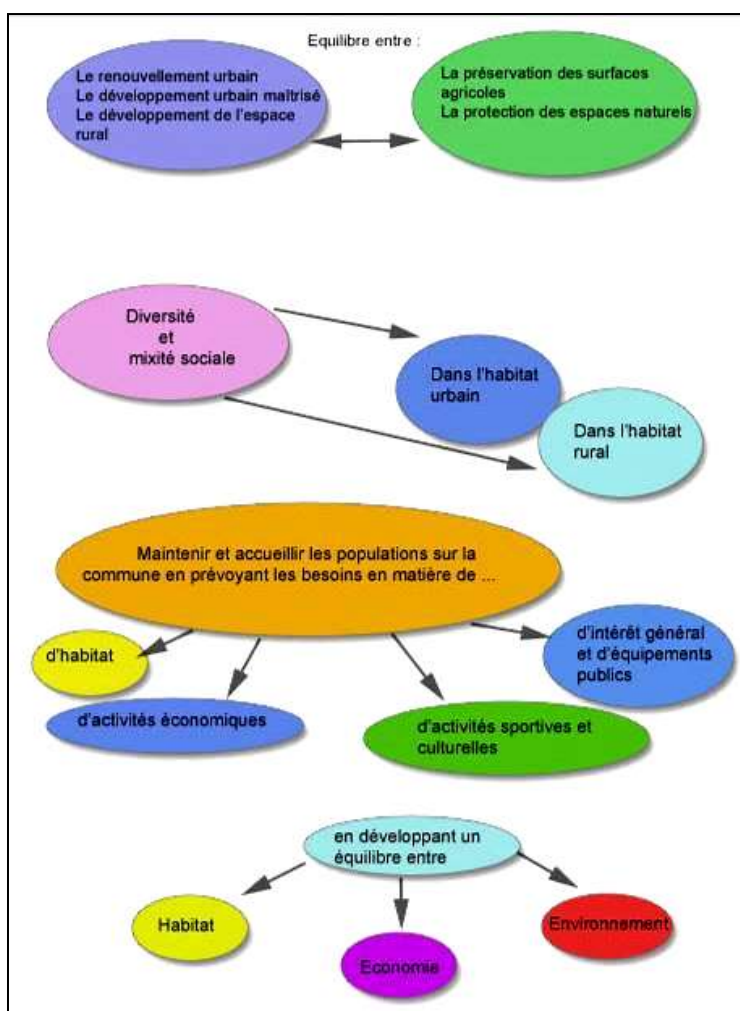 Equilibre entre :
Le renouvellement urbain
Le développement urbain maîtrisé
Le développement de l'espace
rural
La préservation des surfaces
agricoles
La protection des espaces naturels
Diversité
et
mixité sociale
Dans l'habitat
urbain
Dans l'habitat
rural
Maintenir et accueillir les populations sur la
commune en prévoyant les besoins en matière de ...
d'habitat
d'intérêt général
et d'équipements
publics
d'activités économiques
d'activités sportives et
culturelles
en développant un
équilibre entre
Habitat
Economie
Environnement